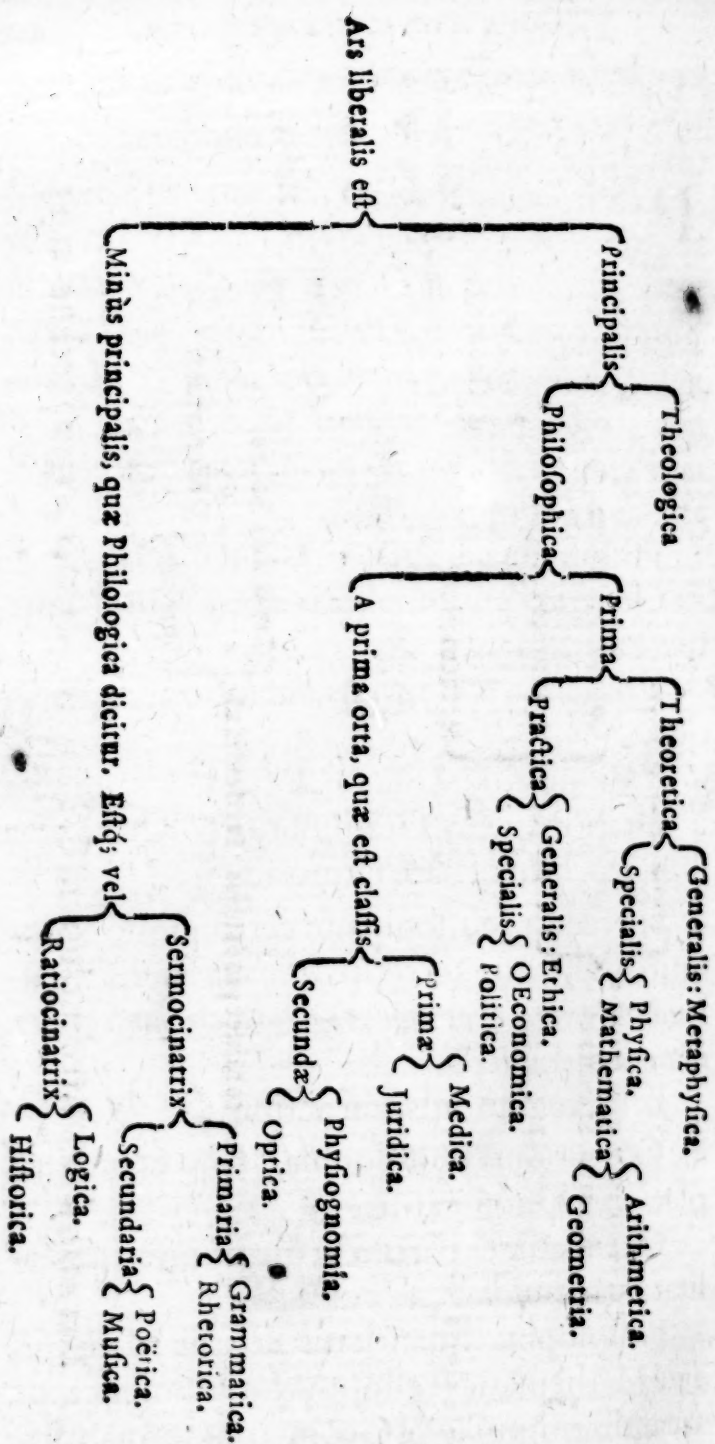 Ars liberalis eſt
Principalis
Theologica
Philoſophica
Prima
Theoretica
Generalis: Metaphyſica.
Specialis
Phyſica.
Mathematica
Arithmetica.
Geometria.
Practica
Generalis; Ethica.
Specialis
OEconomica.
Politica.
A primæ orta, quæ eſt claſſis
Primæ
Medica.
Juridica.
Secundæ
Phyſiognomia.
Optica.
Minùs principalis, quæ Philologica dicitur. Eſtq́; vel
Sermocinatrix
Primaria
Grammatica.
Rhetorica.
Secundaria
Poëtica.
Muſica.
Ratiocinatrix
Logica.
Hiſtorica.